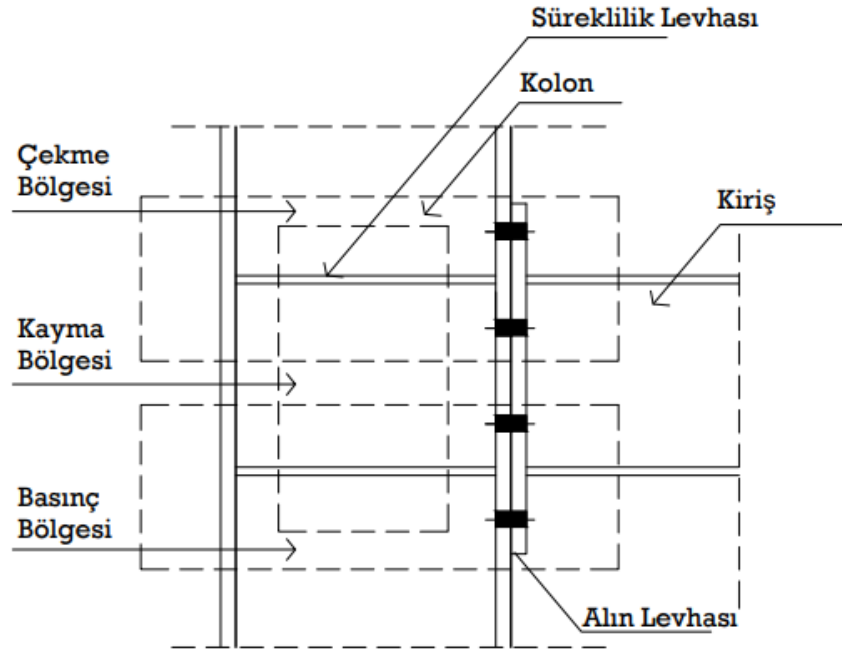 Süreklilik Levhası
Kolon
Çekme
Bölgesi
Kiriş
Kayma
Bölgesi
Basınç
Bölgesi
Alın Levhası